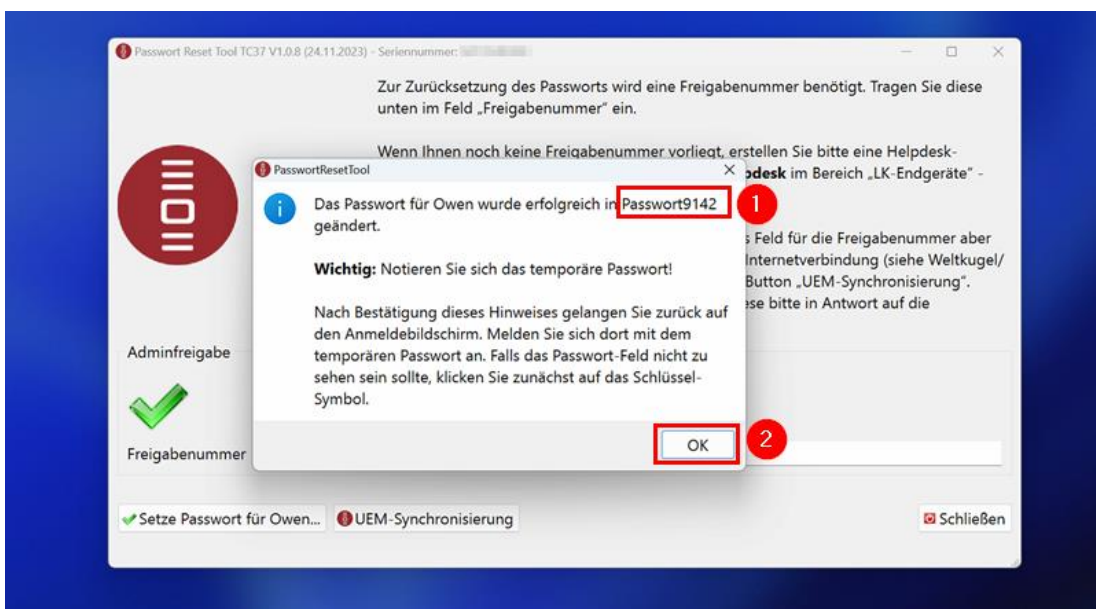 Passwort Reset Tool TC37 V1.0.8 (24.11.2023) - Seriennummer:
Zur Zurücksetzung des Passworts wird eine Freigabenummer benötigt. Tragen Sie diese
unten im Feld „Freigabenummer" ein.
Wenn Ihnen noch keine Freigabenummer vorliegt, erstellen Sie bitte eine Helpdesk-
im Bereich „LK-Endgeräte" -
Feld für die Freigabenummer aber
Internetverbindung (siehe Weltkugel/
Button „UEM-Synchronisierung".
bitte in Antwort auf die
PasswortResetTool
Das Passwort für Owen wurde erfolgreich in Passwort9142
geändert.
1
Wichtig: Notieren Sie sich das temporäre Passwort!
Nach Bestätigung dieses Hinweises gelangen Sie zurück auf
den Anmeldebildschirm. Melden Sie sich dort mit dem
temporären Passwort an. Falls das Passwort-Feld nicht zu
sehen sein sollte, klicken Sie zunächst auf das Schlüssel-
Symbol.
OK
2
Adminfreigabe
Freigabenummer
Setze Passwort für Owen...
UEM-Synchronisierung
Schließen